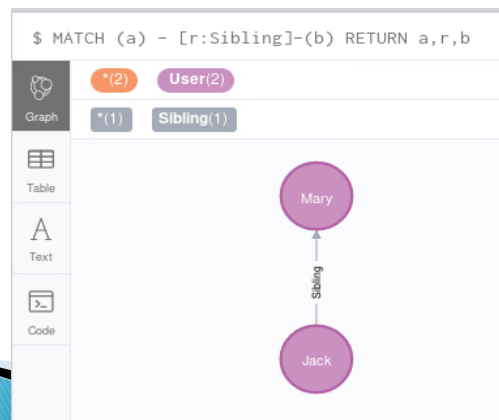 $ MATCH (a) - [r:Sibling]-(b) RETURN a,r,b
*(2) User(2)
Graph
*(1) Sibling(1)
Table
Mary
A
Text
Sibling
Code
Jack